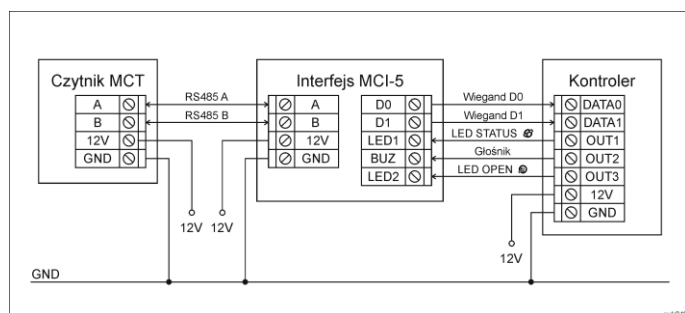 Czytnik MCT
A
B
12V
GND
RS485 A
RS485 B
12V
12V
Interfejs MCI-5
A
B
12V
GND
D0
D1
LED1
BUZ
LED2
Wiegand D0
Wiegand D1
LED STATUS
Głośnik
LED OPEN
Kontroler
DATA0
DATA1
OUT1
OUT2
OUT3
12V
GND
12V
GND